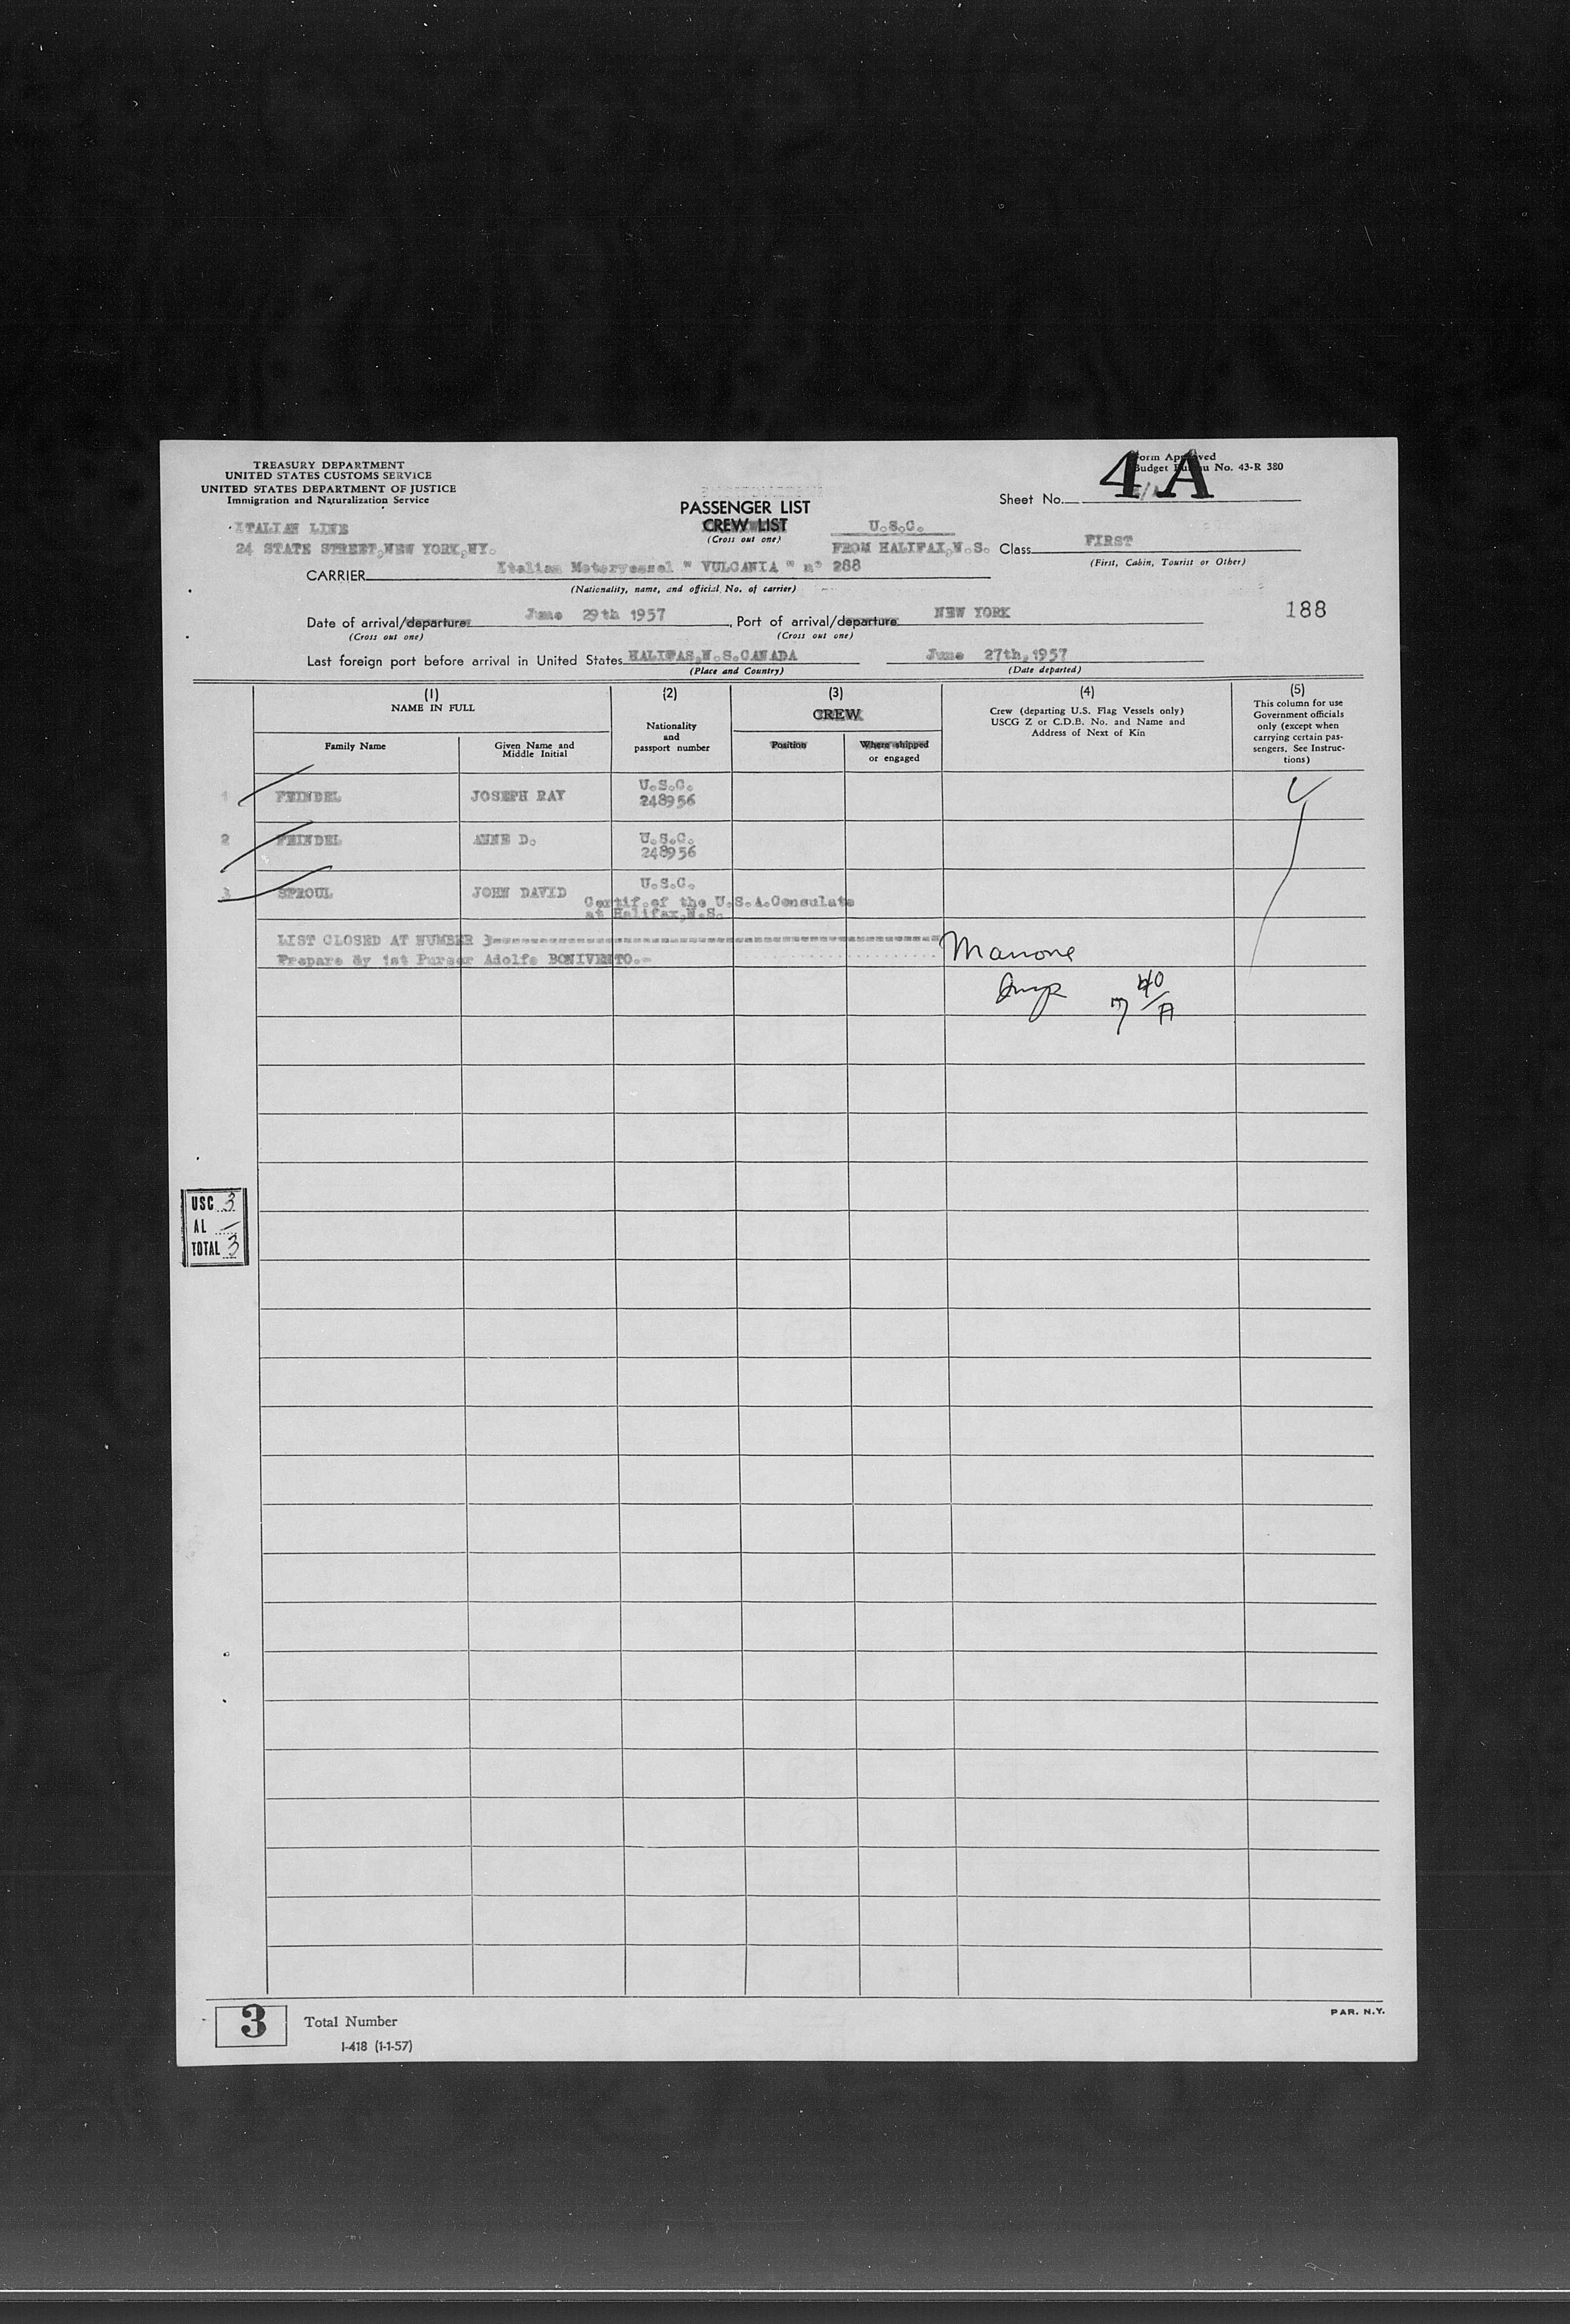 TREASURY DEPARTMENT
UNITED STATES CUSTOMS SERVICE
UNITED STATES DEPARTMENT OF JUSTICE
Immigration and Naturalization Service
Form Approved
Budget Bureau No. 43-R 380
Sheet No. 4A
PASSENGER LIST
CREW LIST
(Cross out one)
ITALIAN LINE
24 STATE STREET,NEW YORK,NY.
U.S.C.
FROM HALIFAX,N.S.
Class FIRST
(First, Cabin, Tourist or Other)
CARRIER Italian Motorvessel " VULCANIA " n° 288
(Nationality, name, and official No. of carrier)
Date of arrival/departure June 29th 1957, Port of arrival/departure NEW YORK
188
(Cross out one) (Cross out one)
Last foreign port before arrival in United States HALIFAS,N.S.CANADA June 27th,1957
(Place and Country) (Date departed)
(1) NAME IN FULL
Family Name
Given Name and Middle Initial
(2) Nationality and passport number
(3) CREW
Position
Where shipped or engaged
(4) Crew (departing U.S. Flag Vessels only) USCG Z or C.D.B. No. and Name and Address of Next of Kin
(5) This column for use Government officials only (except when carrying certain passengers. See Instructions)
1 FEINDEL JOSEPH RAY U.S.C. 248956
2 FEINDEL ANNE D. U.S.C. 248956
3 SPROUL JOHN DAVID U.S.C.
Certif.of the U.S.A.Consulate
at Halifax,N.S.
LIST CLOSED AT NUMBER 3
Prepare By 1st Purser Adolfo BONIVENTO.-
Marrone
40
7 /A
USC 3
AL —
TOTAL 3
3 Total Number
I-418 (1-1-57)
PAR. N.Y.